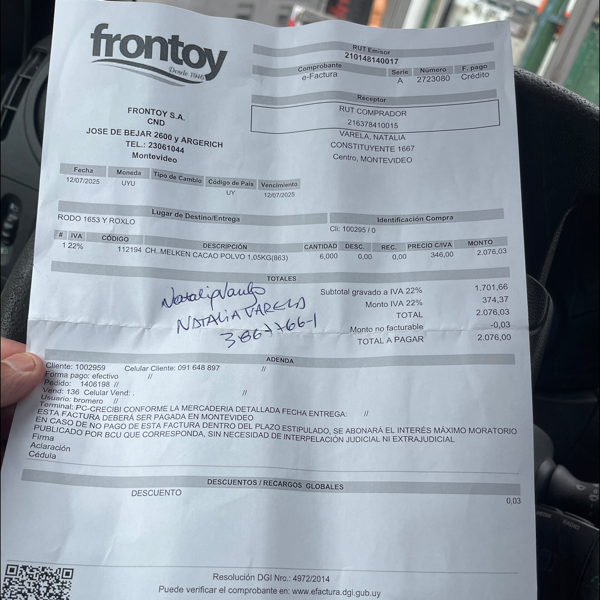 frontoy
Desde 1946
RUT Emisor
210148140017
Comprobante Serie Número F. pago
e-Factura A 2723080 Crédito
Receptor
RUT COMPRADOR
216378410015
VARELA, NATALIA
CONSTITUYENTE 1667
Centro, MONTEVIDEO
FRONTOY S.A.
CND
JOSE DE BEJAR 2600 y ARGERICH
TEL.: 23061044
Montevideo
Fecha Moneda Tipo de Cambio Código de País Vencimiento
12/07/2025 UYU UY 12/07/2025
Lugar de Destino/Entrega Identificación Compra
RODO 1653 Y ROXLO Cli: 100295 / 0
# IVA CÓDIGO DESCRIPCIÓN CANTIDAD DESC. REC. PRECIO C/IVA MONTO
1 22% 112194 CH..MELKEN CACAO POLVO 1,05KG(863) 6,000 0,00 0,00 346,00 2.076,03
TOTALES
Subtotal gravado a IVA 22% 1.701,66
Monto IVA 22% 374,37
TOTAL 2.076,03
Monto no facturable -0,03
TOTAL A PAGAR 2.076,00
NATALIA VARELA
3867766-1
ADENDA
Cliente: 1002959 Celular Cliente: 091 648 897 //
Forma pago: efectivo //
Pedido: 1406198 //
Vend: 136 Celular Vend: . //
Usuario: bromero //
Terminal: PC-CRECIBI CONFORME LA MERCADERIA DETALLADA FECHA ENTREGA: //
ESTA FACTURA DEBERÁ SER PAGADA EN MONTEVIDEO
EN CASO DE NO PAGO DE ESTA FACTURA DENTRO DEL PLAZO ESTIPULADO, SE ABONARÁ EL INTERÉS MÁXIMO MORATORIO
PUBLICADO POR BCU QUE CORRESPONDA, SIN NECESIDAD DE INTERPELACIÓN JUDICIAL NI EXTRAJUDICIAL
Firma
Aclaración
Cédula
DESCUENTOS / RECARGOS GLOBALES
DESCUENTO 0,03
Resolución DGI Nro.: 4972/2014
Puede verificar el comprobante en: www.efactura.dgi.gub.uy
RADIO